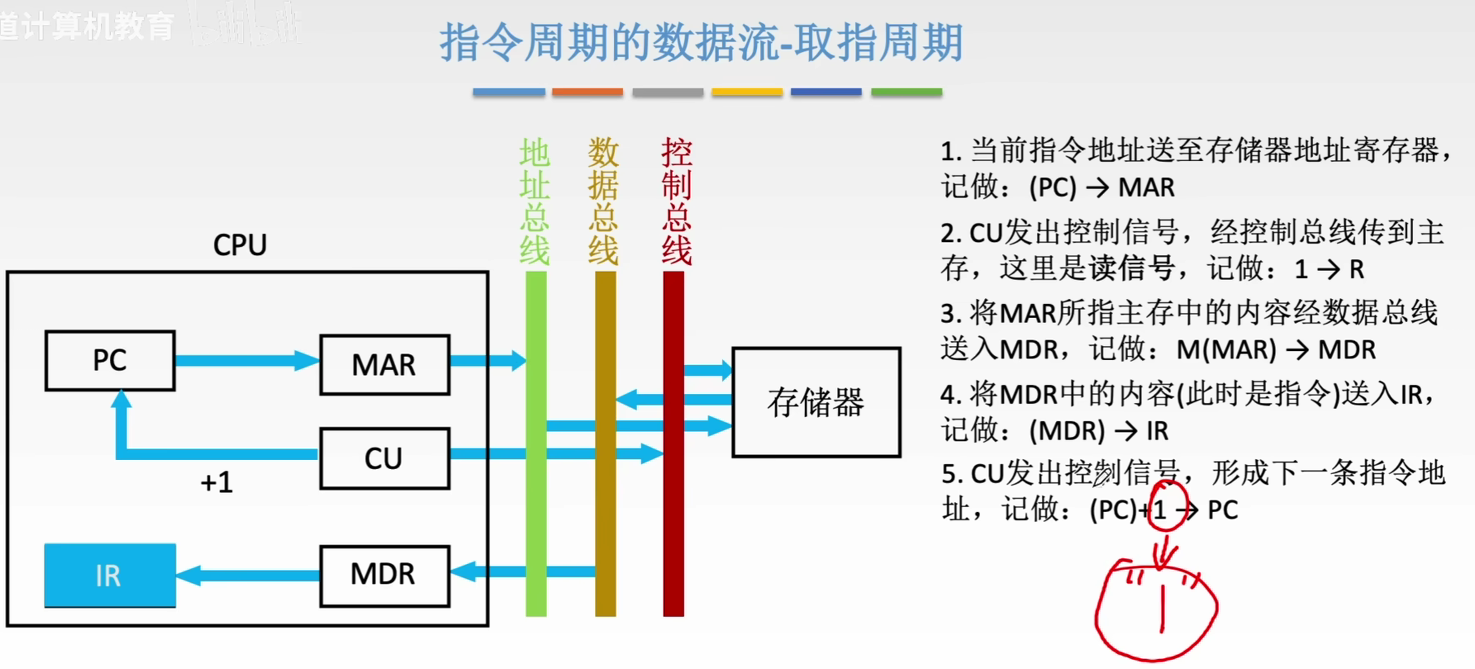 道计算机教育 bilibili
指令周期的数据流-取指周期
地址总线
数据总线
控制总线
CPU
PC
MAR
CU
+1
IR
MDR
存储器
1. 当前指令地址送至存储器地址寄存器，
记做：(PC) → MAR
2. CU发出控制信号，经控制总线传到主
存，这里是读信号，记做：1 → R
3. 将MAR所指主存中的内容经数据总线
送入MDR，记做：M(MAR) → MDR
4. 将MDR中的内容(此时是指令)送入IR，
记做：(MDR) → IR
5. CU发出控制信号，形成下一条指令地
址，记做：(PC)+1 → PC
"1"